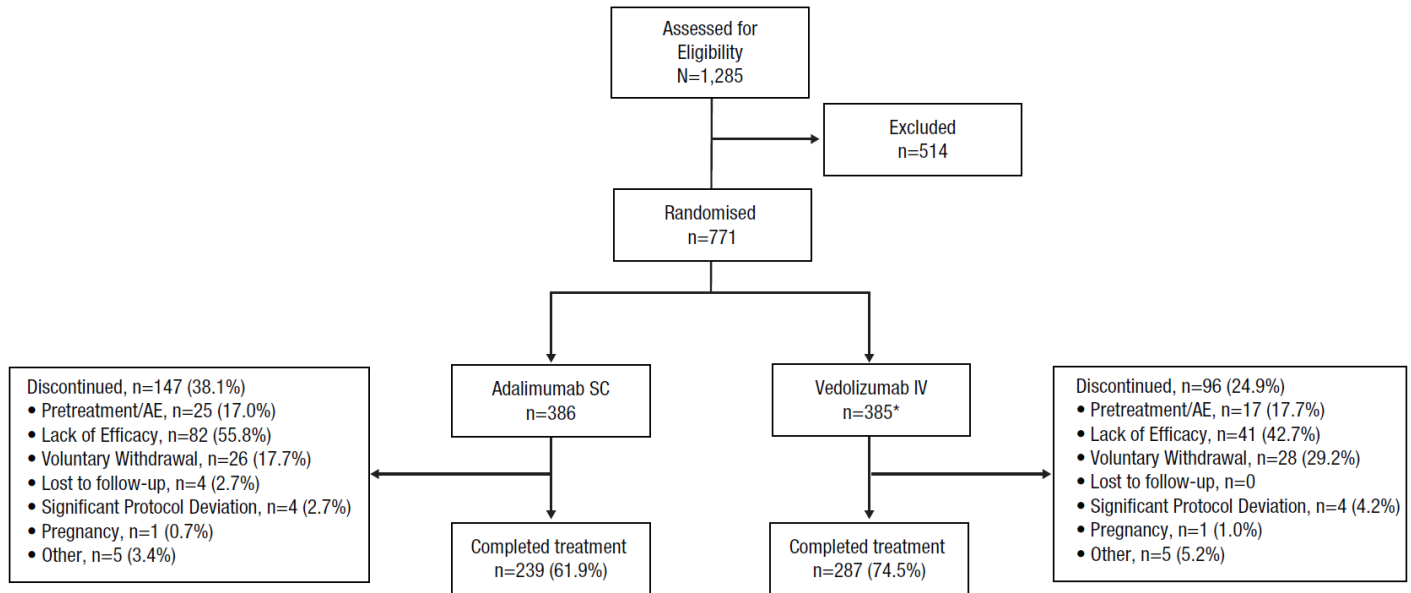 Assessed for
Eligibility
N=1,285
Excluded
n=514
Randomised
n=771
Adalimumab SC
n=386
Vedolizumab IV
n=385*
Discontinued, n=147 (38.1%)
• Pretreatment/AE, n=25 (17.0%)
• Lack of Efficacy, n=82 (55.8%)
• Voluntary Withdrawal, n=26 (17.7%)
• Lost to follow-up, n=4 (2.7%)
• Significant Protocol Deviation, n=4 (2.7%)
• Pregnancy, n=1 (0.7%)
• Other, n=5 (3.4%)
Discontinued, n=96 (24.9%)
• Pretreatment/AE, n=17 (17.7%)
• Lack of Efficacy, n=41 (42.7%)
• Voluntary Withdrawal, n=28 (29.2%)
• Lost to follow-up, n=0
• Significant Protocol Deviation, n=4 (4.2%)
• Pregnancy, n=1 (1.0%)
• Other, n=5 (5.2%)
Completed treatment
n=239 (61.9%)
Completed treatment
n=287 (74.5%)